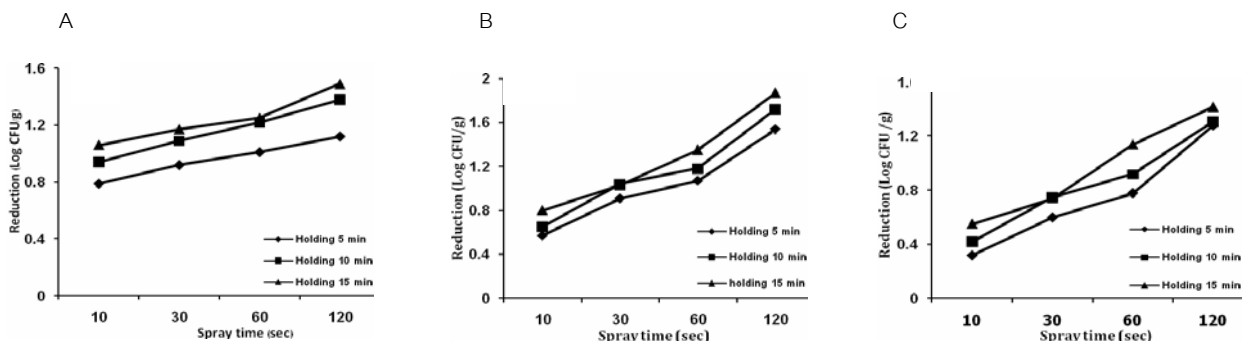 A
B
C
1.6
1.2
0.8
0.4
0
Reduction (Log CFU/g)
10 30 60 120
Spray time (sec)
Holding 5 min
Holding 10 min
Holding 15 min
2
1.6
1.2
0.8
0.4
0
Reduction (Log CFU/g)
10 30 60 120
Spray time (sec)
Holding 5 min
Holding 10 min
holding 15 min
1.2
0.8
0.4
0
Reduction (Log CFU/g)
10 30 60 120
Spray time (sec)
Holding 5 min
Holding 10 min
Holding 15 min